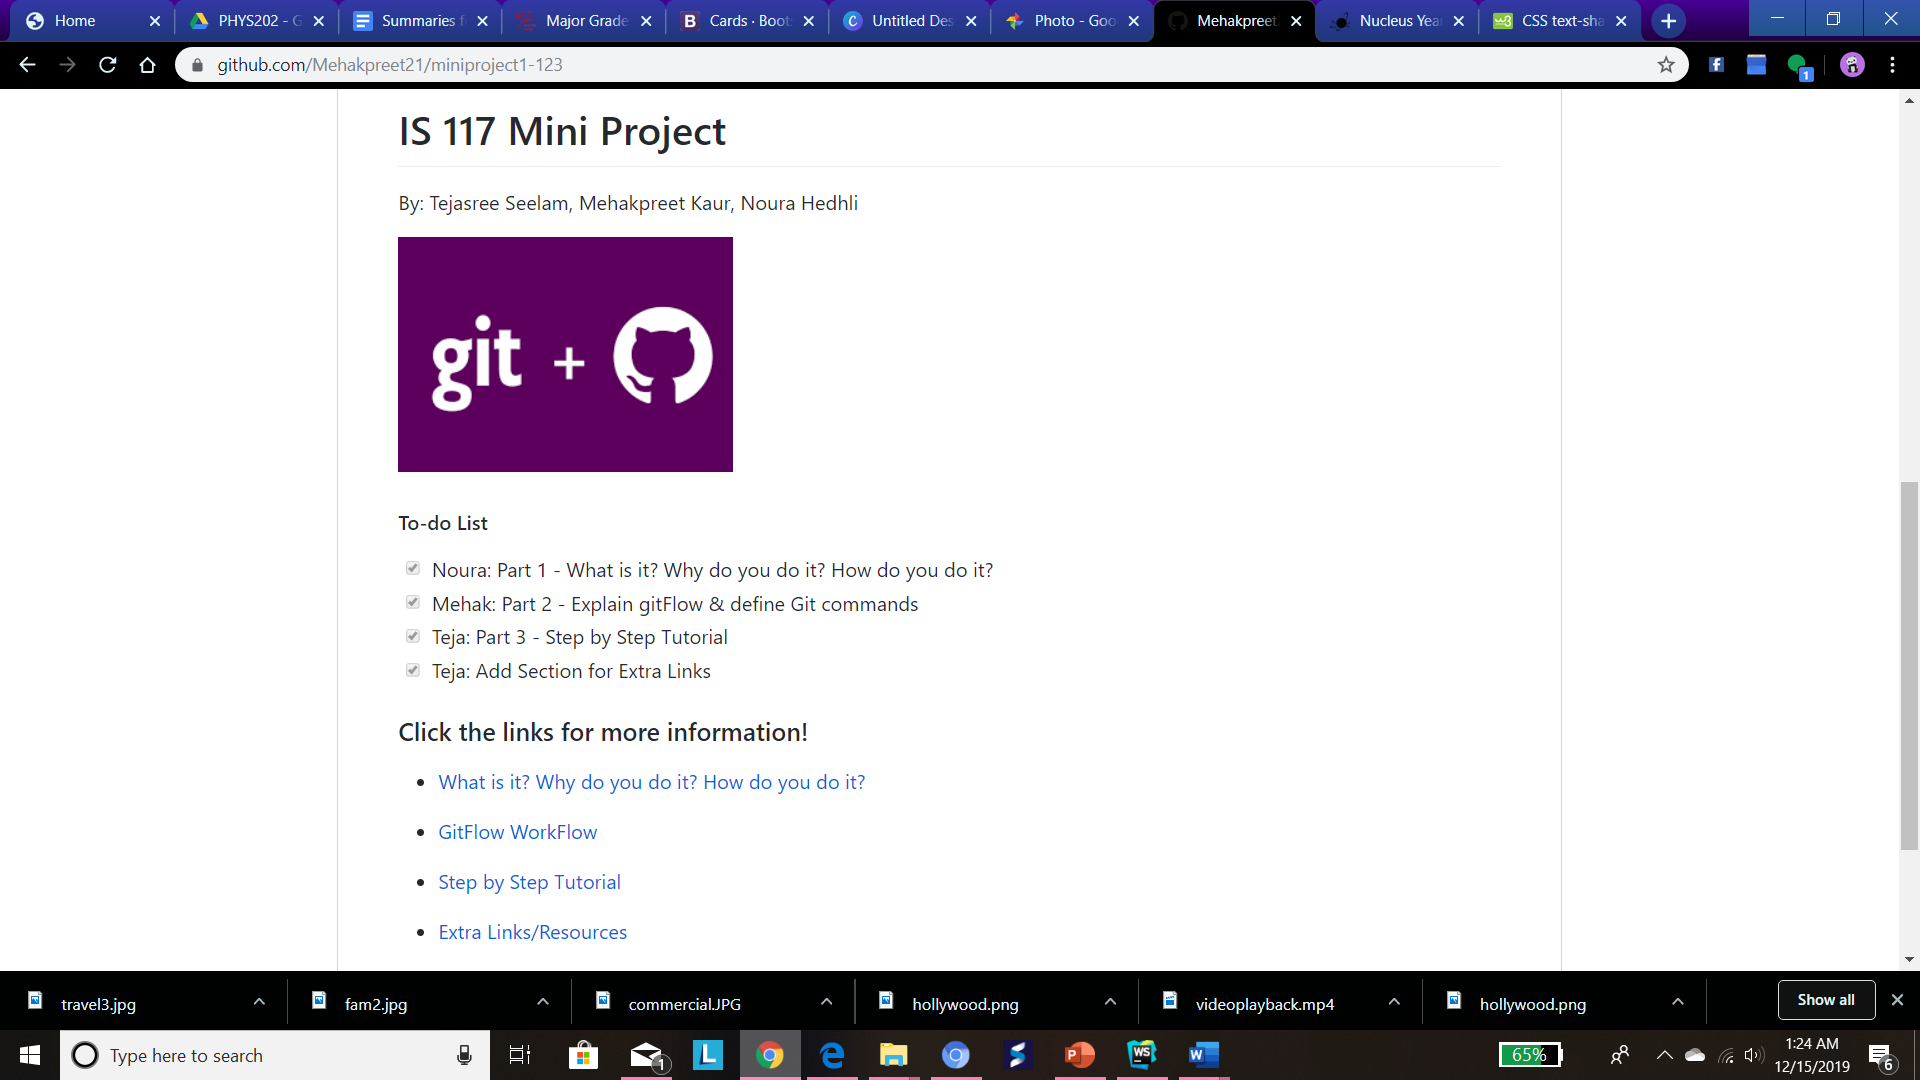 Home
PHYS202 - G
Summaries f
Major Grade
Cards · Boots
Untitled Des
Photo - Goo
Mehakpreet
Nucleus Yea
CSS text-sha
github.com/Mehakpreet21/miniproject1-123
1
IS 117 Mini Project
By: Tejasree Seelam, Mehakpreet Kaur, Noura Hedhli
git +
To-do List
Noura: Part 1 - What is it? Why do you do it? How do you do it?
Mehak: Part 2 - Explain gitFlow & define Git commands
Teja: Part 3 - Step by Step Tutorial
Teja: Add Section for Extra Links
Click the links for more information!
What is it? Why do you do it? How do you do it?
GitFlow WorkFlow
Step by Step Tutorial
Extra Links/Resources
travel3.jpg
fam2.jpg
commercial.JPG
hollywood.png
videoplayback.mp4
hollywood.png
Show all
Type here to search
1
65%
1:24 AM
12/15/2019
6